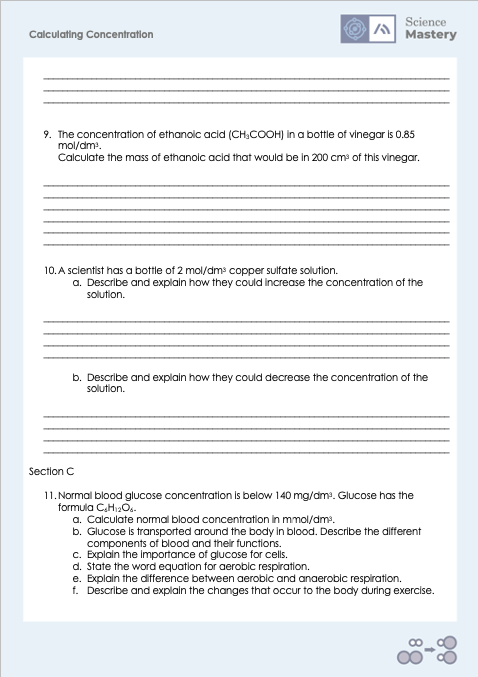 Calculating Concentration
Science
Mastery
9. The concentration of ethanoic acid (CH₃COOH) in a bottle of vinegar is 0.85
mol/dm³.
Calculate the mass of ethanoic acid that would be in 200 cm³ of this vinegar.
10. A scientist has a bottle of 2 mol/dm³ copper sulfate solution.
a. Describe and explain how they could increase the concentration of the
solution.
b. Describe and explain how they could decrease the concentration of the
solution.
Section C
11. Normal blood glucose concentration is below 140 mg/dm³. Glucose has the
formula C₆H₁₂O₆.
a. Calculate normal blood concentration in mmol/dm³.
b. Glucose is transported around the body in blood. Describe the different
components of blood and their functions.
c. Explain the importance of glucose for cells.
d. State the word equation for aerobic respiration.
e. Explain the difference between aerobic and anaerobic respiration.
f. Describe and explain the changes that occur to the body during exercise.